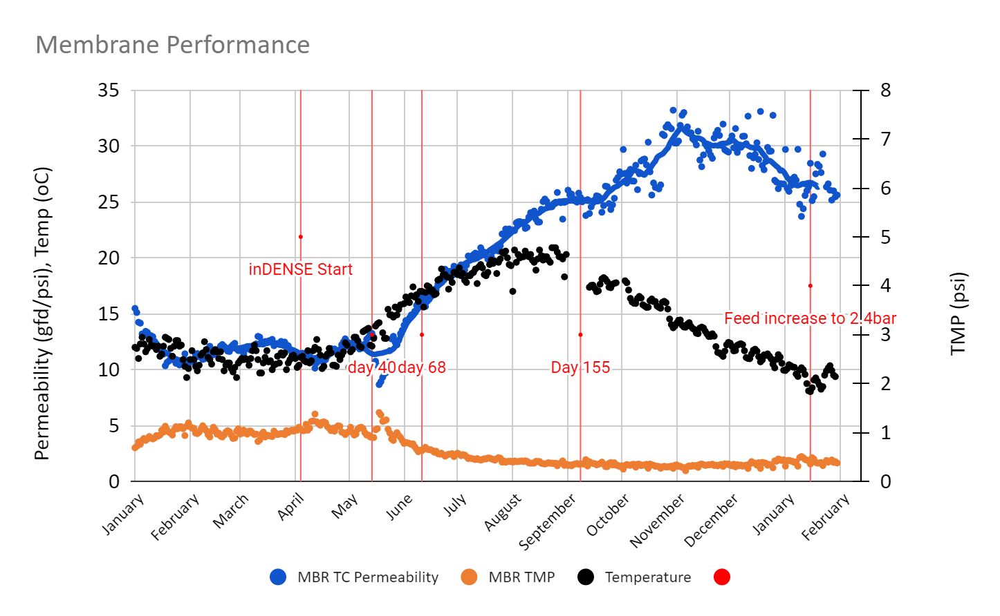 Membrane Performance
Permeability (gfd/psi), Temp (oC)
35
30
25
20
15
10
5
0
8
7
6
5
4
3
2
1
0
TMP (psi)
inDENSE Start
day 40
day 68
Day 155
Feed increase to 2.4bar
January
February
March
April
May
June
July
August
September
October
November
December
January
February
MBR TC Permeability
MBR TMP
Temperature